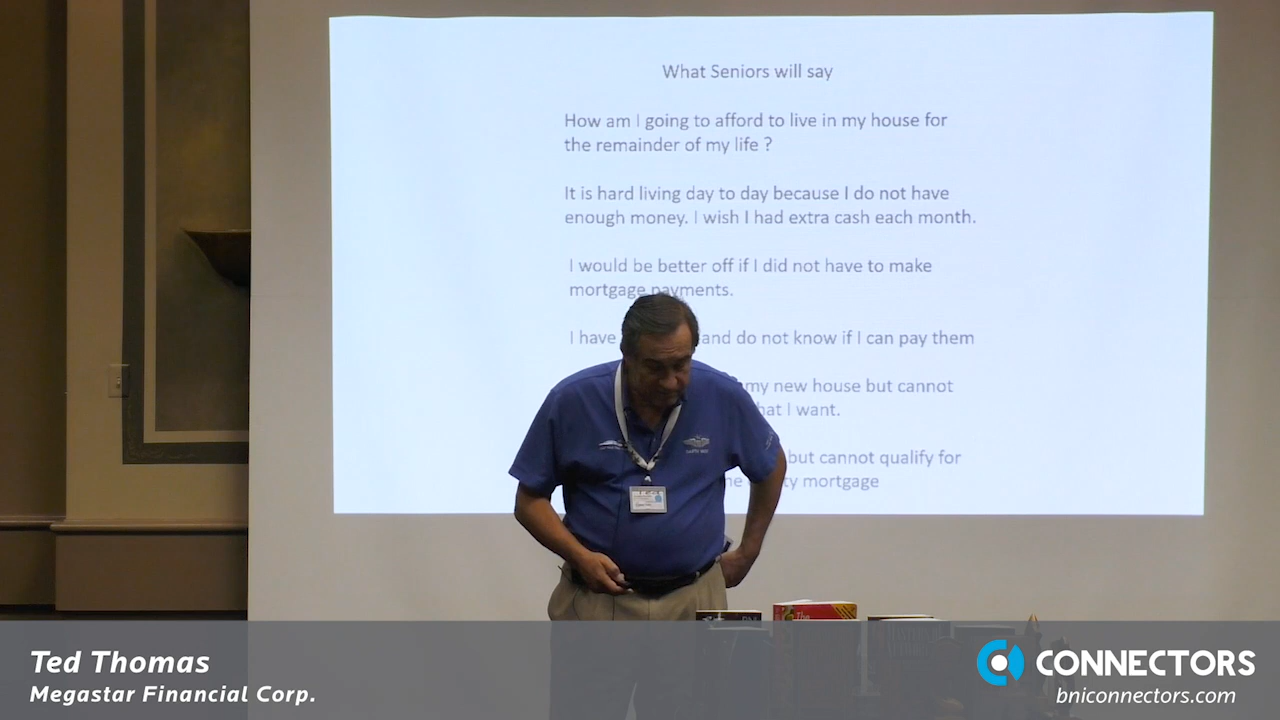 What Seniors will say
How am I going to afford to live in my house for
the remainder of my life ?
It is hard living day to day because I do not have
enough money. I wish I had extra cash each month.
I would be better off if I did not have to make
mortgage payments.
I have and do not know if I can pay them
my new house but cannot
I want.
but cannot qualify for
mortgage
The
Ted Thomas
Megastar Financial Corp.
CONNECTORS
bniconnectors.com